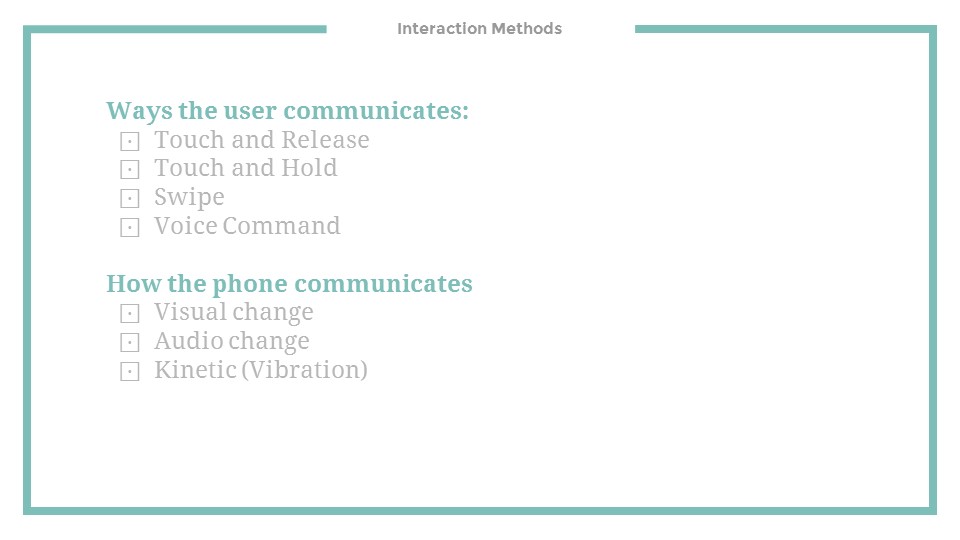 Interaction Methods
Ways the user communicates:
⊡ Touch and Release
⊡ Touch and Hold
⊡ Swipe
⊡ Voice Command
How the phone communicates
⊡ Visual change
⊡ Audio change
⊡ Kinetic (Vibration)